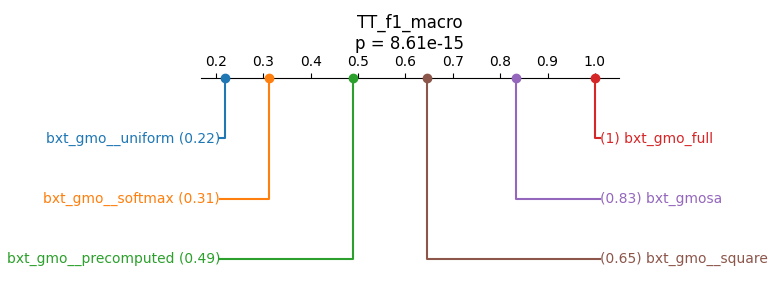 TT_f1_macro
p = 8.61e-15
0.2 0.3 0.4 0.5 0.6 0.7 0.8 0.9 1.0
bxt_gmo__uniform (0.22)
(1) bxt_gmo_full
bxt_gmo__softmax (0.31)
(0.83) bxt_gmosa
bxt_gmo__precomputed (0.49)
(0.65) bxt_gmo__square